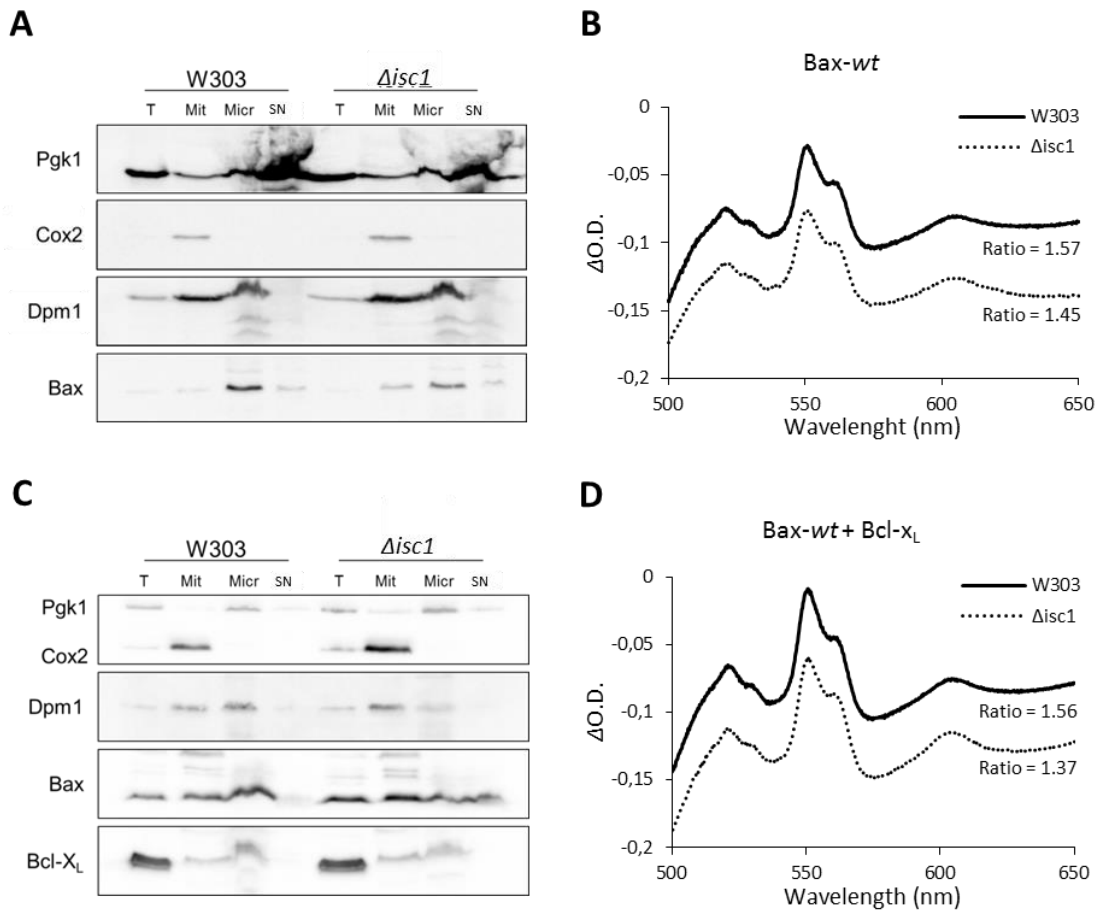 A
W303 Δisc1
T Mit Micr SN T Mit Micr SN
Pgk1
Cox2
Dpm1
Bax
B
Bax-wt
W303
Δisc1
0
-0,05
-0,1
-0,15
-0,2
ΔO.D.
Ratio = 1.57
Ratio = 1.45
500 550 600 650
Wavelenght (nm)
C
W303 Δisc1
T Mit Micr SN T Mit Micr SN
Pgk1
Cox2
Dpm1
Bax
Bcl-XL
D
Bax-wt + Bcl-xL
W303
Δisc1
0
-0,05
-0,1
-0,15
-0,2
ΔO.D.
Ratio = 1.56
Ratio = 1.37
500 550 600 650
Wavelength (nm)